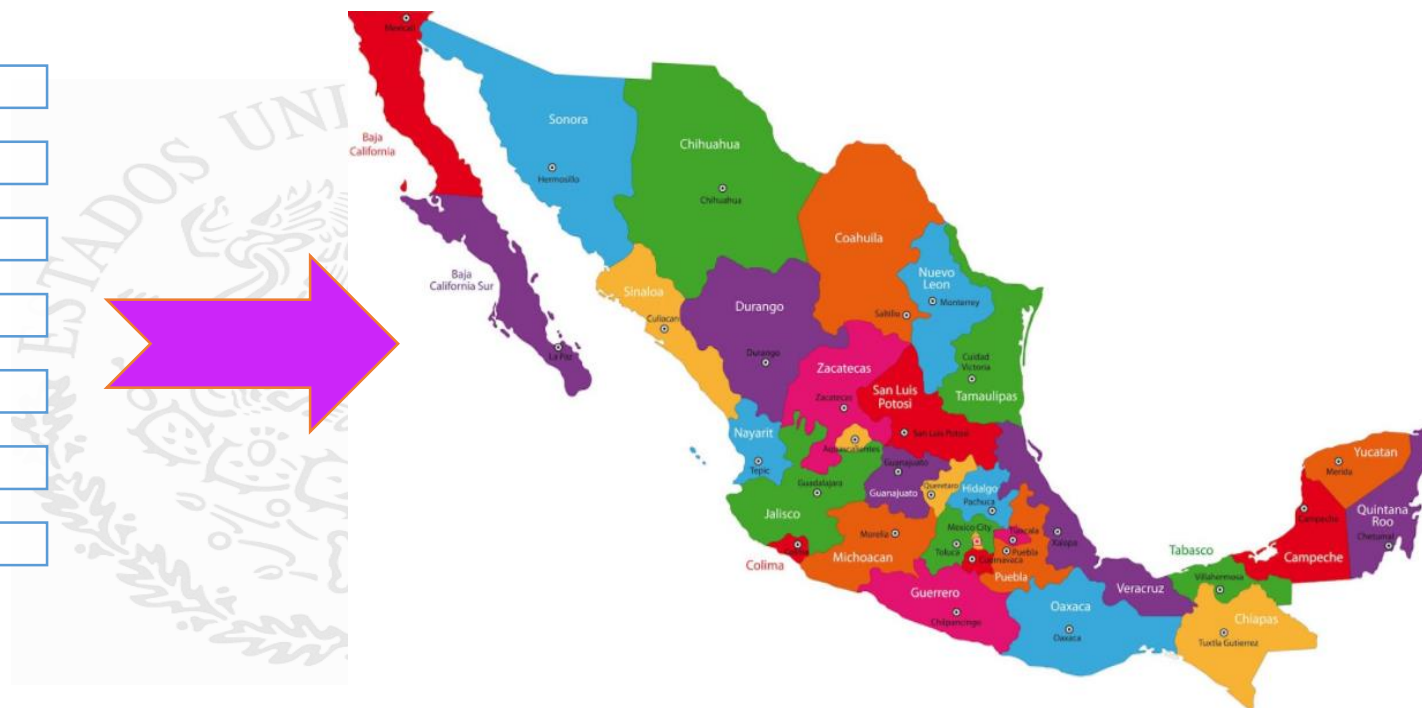 ESTADOS UNI
Mexicali
Baja
California
Sonora
Hermosillo
Chihuahua
Chihuahua
Coahuila
Saltillo
Baja
California Sur
La Paz
Sinaloa
Culiacan
Durango
Durango
Nuevo
Leon
Monterrey
Cuidad
Victoria
Tamaulipas
Zacatecas
Zacatecas
San Luis
Potosi
San Luis Potosi
Nayarit
Tepic
Aguascalientes
Guadalajara
Jalisco
Guanajuato
Guanajuato
Queretaro
Hidalgo
Pachuca
Colima
Colima
Morelia
Michoacan
Mexico City
Toluca
Cuernavaca
Tlaxcala
Puebla
Puebla
Xalapa
Veracruz
Guerrero
Chilpancingo
Oaxaca
Oaxaca
Tabasco
Villahermosa
Chiapas
Tuxtla Gutierrez
Campeche
Campeche
Yucatan
Merida
Quintana
Roo
Chetumal